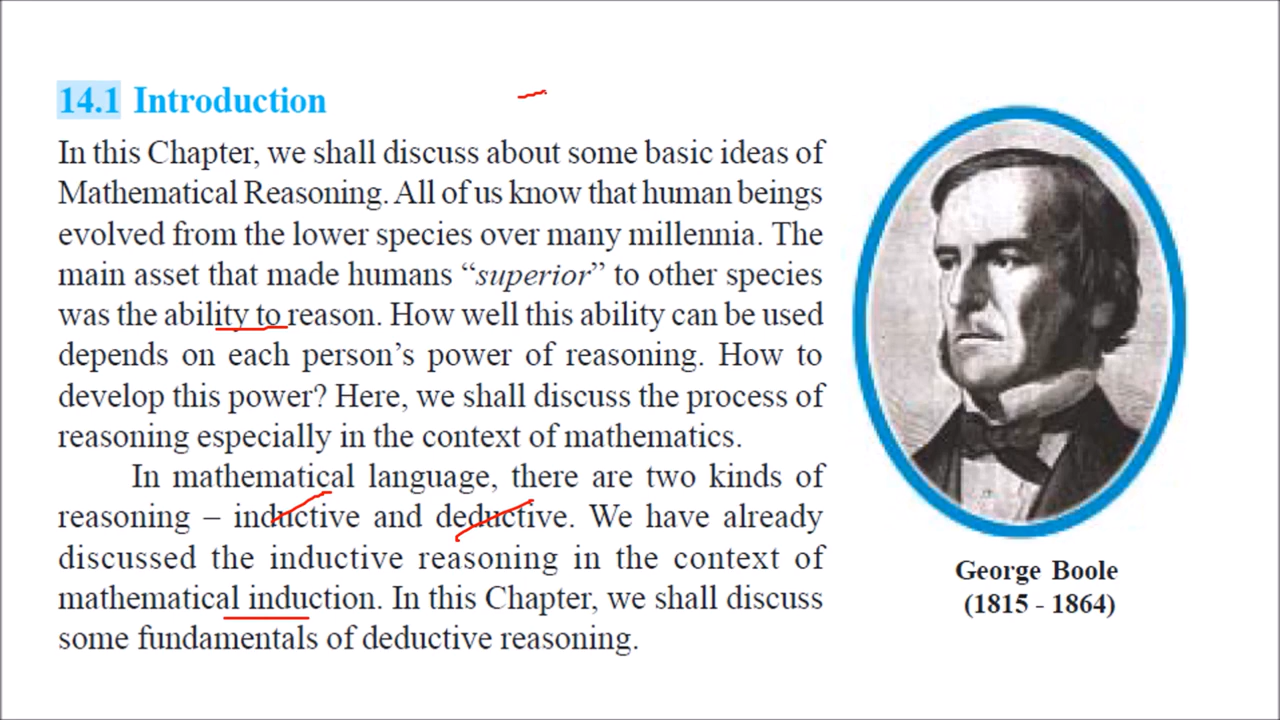 14.1 Introduction
In this Chapter, we shall discuss about some basic ideas of
Mathematical Reasoning. All of us know that human beings
evolved from the lower species over many millennia. The
main asset that made humans “superior” to other species
was the ability to reason. How well this ability can be used
depends on each person’s power of reasoning. How to
develop this power? Here, we shall discuss the process of
reasoning especially in the context of mathematics.
In mathematical language, there are two kinds of
reasoning – inductive and deductive. We have already
discussed the inductive reasoning in the context of
mathematical induction. In this Chapter, we shall discuss
some fundamentals of deductive reasoning.
George Boole
(1815 - 1864)